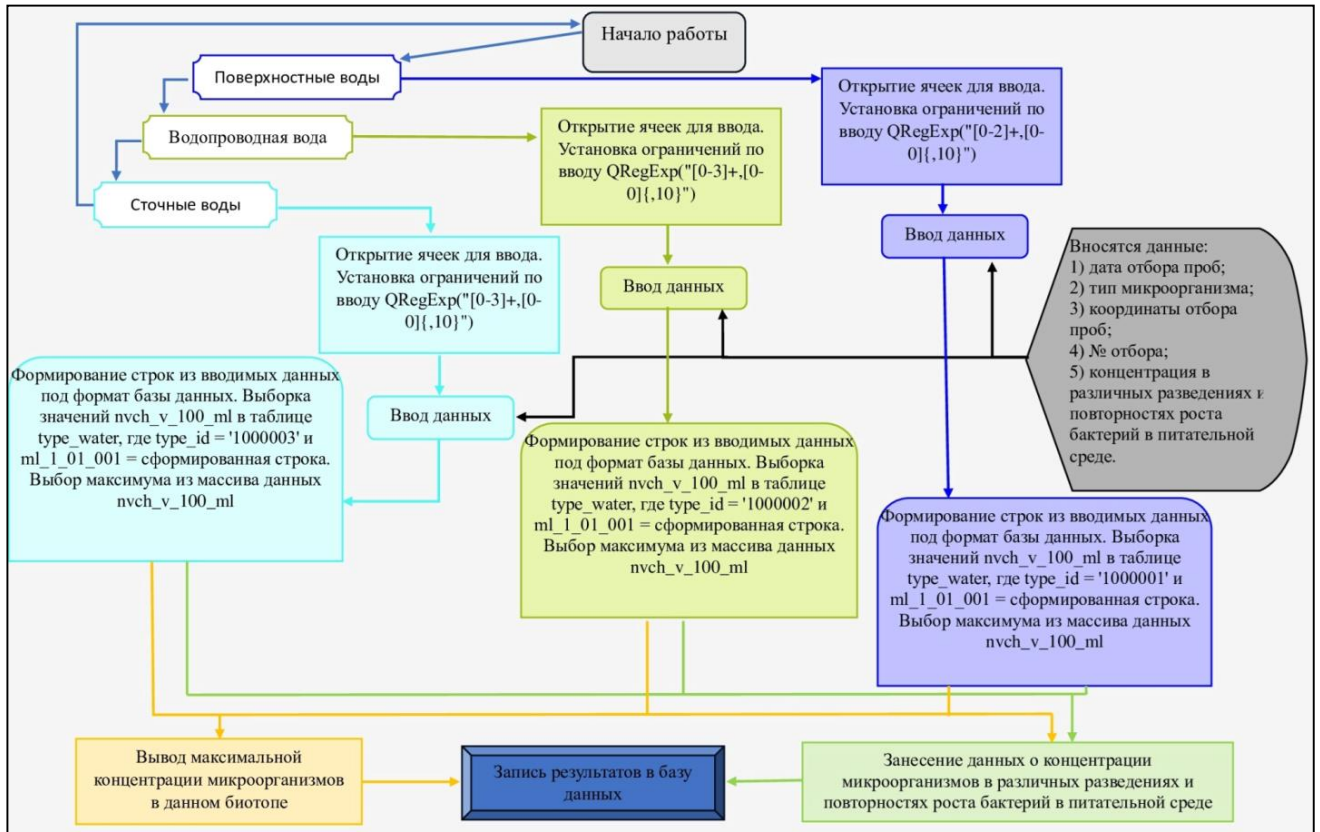 Начало работы
Поверхностные воды
Водопроводная вода
Сточные воды
Открытие ячеек для ввода.
Установка ограничений по
вводу QRegExp("[0-2]+,[0-
0]{,10}")
Открытие ячеек для ввода.
Установка ограничений по
вводу QRegExp("[0-3]+,[0-
0]{,10}")
Открытие ячеек для ввода.
Установка ограничений по
вводу QRegExp("[0-3]+,[0-
0]{,10}")
Ввод данных
Ввод данных
Ввод данных
Вносятся данные:
1) дата отбора проб;
2) тип микроорганизма;
3) координаты отбора
проб;
4) № отбора;
5) концентрация в
различных разведениях и
повторностях роста
бактерий в питательной
среде.
Формирование строк из вводимых данных
под формат базы данных. Выборка
значений nvch_v_100_ml в таблице
type_water, где type_id = '1000003' и
ml_1_01_001 = сформированная строка.
Выбор максимума из массива данных
nvch_v_100_ml
Формирование строк из вводимых данных
под формат базы данных. Выборка
значений nvch_v_100_ml в таблице
type_water, где type_id = '1000002' и
ml_1_01_001 = сформированная строка.
Выбор максимума из массива данных
nvch_v_100_ml
Формирование строк из вводимых данных
под формат базы данных. Выборка
значений nvch_v_100_ml в таблице
type_water, где type_id = '1000001' и
ml_1_01_001 = сформированная строка.
Выбор максимума из массива данных
nvch_v_100_ml
Вывод максимальной
концентрации микроорганизмов
в данном биотопе
Запись результатов в базу
данных
Занесение данных о концентрации
микроорганизмов в различных разведениях и
повторностях роста бактерий в питательной среде